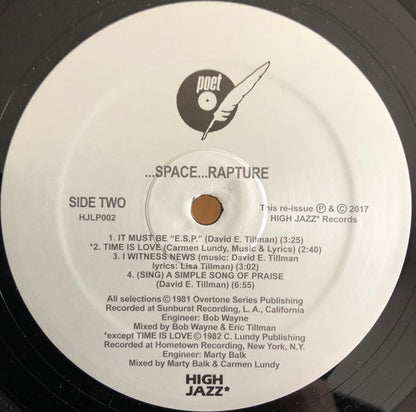 poet
...SPACE...RAPTURE
SIDE TWO
HJLP002
This re-issue Ⓟ & © 2017
HIGH JAZZ* Records
1. IT MUST BE "E.S.P." (David E. Tillman) (3:25)
*2. TIME IS LOVE (Carmen Lundy, Music & Lyrics) (2:40)
3. I WITNESS NEWS (music: David E. Tillman
lyrics: Lisa Tillman) (3:02)
4. (SING) A SIMPLE SONG OF PRAISE
(David E. Tillman) (6:55)
All selections © 1981 Overtone Series Publishing
Recorded at Sunburst Recording, L. A., California
Engineer: Bob Wayne
Mixed by Bob Wayne & Eric Tillman
*except TIME IS LOVE © 1982 C. Lundy Publishing
Recorded at Hometown Recording, New York, N.Y.
Engineer: Marty Balk
Mixed by Marty Balk & Carmen Lundy
HIGH
JAZZ*